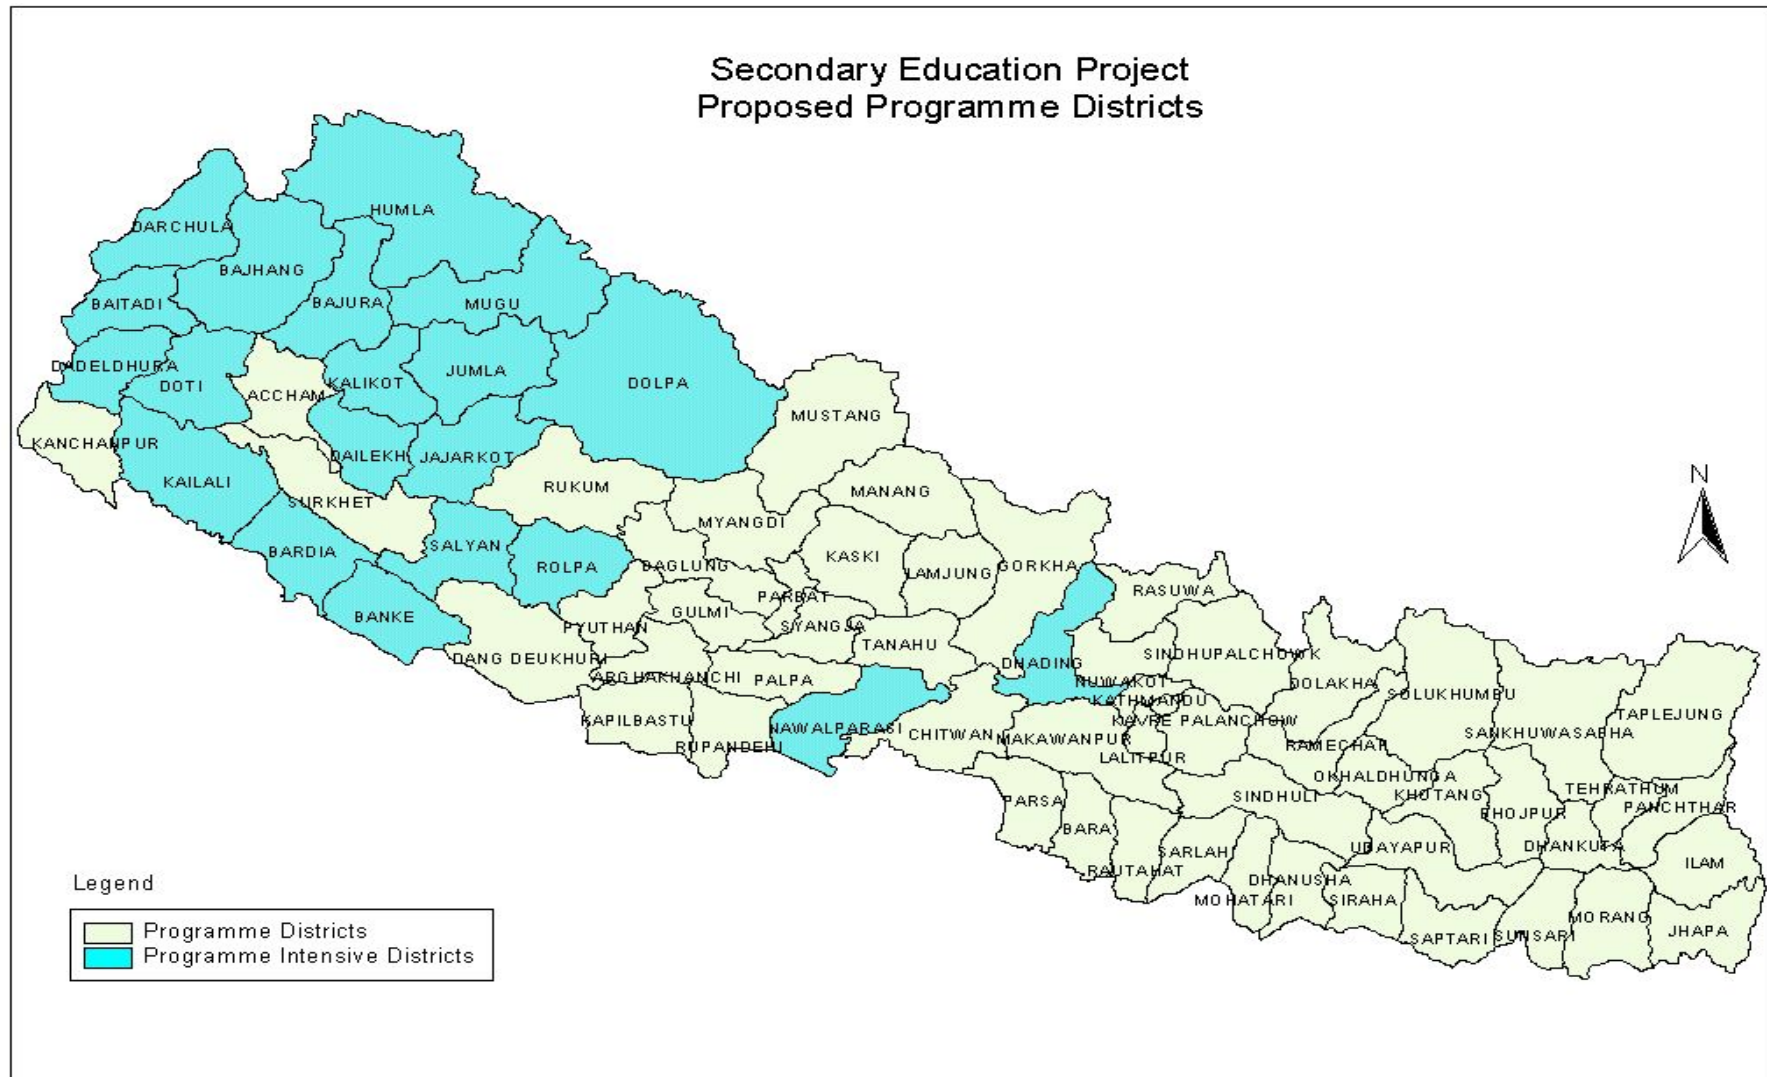 Secondary Education Project
Proposed Programme Districts
HUMLA
DARCHULA
BAJHANG
BAITADI
BAJURA
MUGU
DADELDHURA
DOTI
ACCHAM
KALIKOT
JUMLA
DOLPA
MUSTANG
KANCHANPUR
DAILEKH
JAJARKOT
KAILALI
SURKHET
RUKUM
MANANG
N
MYANGDI
BARDIA
SALYAN
ROLPA
BAGLUNG
KASKI
LAMJUNG
GORKHA
RASUWA
BANKE
GULMI
PARBAT
PYUTHAN
SYANGJA
TANAHU
DANG DEUKHURI
DHADING
SINDHUPALCHOWK
ARGHAKHANCHI
PALPA
NUWAKOT
DOLAKHA
SOLUKHUMBU
KATHMANDU
KAPILBASTU
RUPANDEHI
NAWALPARASI
CHITWAN
MAKAWANPUR
KAVRE PALANCHOW
LALITPUR
RAMECHAP
SANKHUWASABHA
TAPLEJUNG
OKHALDHUNGA
KHOTANG
TEHRATHUM
PANCHTHAR
PARSA
SINDHULI
BHOJPUR
BARA
UDAYAPUR
DHANKUTA
ILAM
RAUTAHAT
SARLAHI
DHANUSHA
MOHATARI
SIRAHA
SAPTARI
SUNSARI
MORANG
JHAPA
Legend
Programme Districts
Programme Intensive Districts